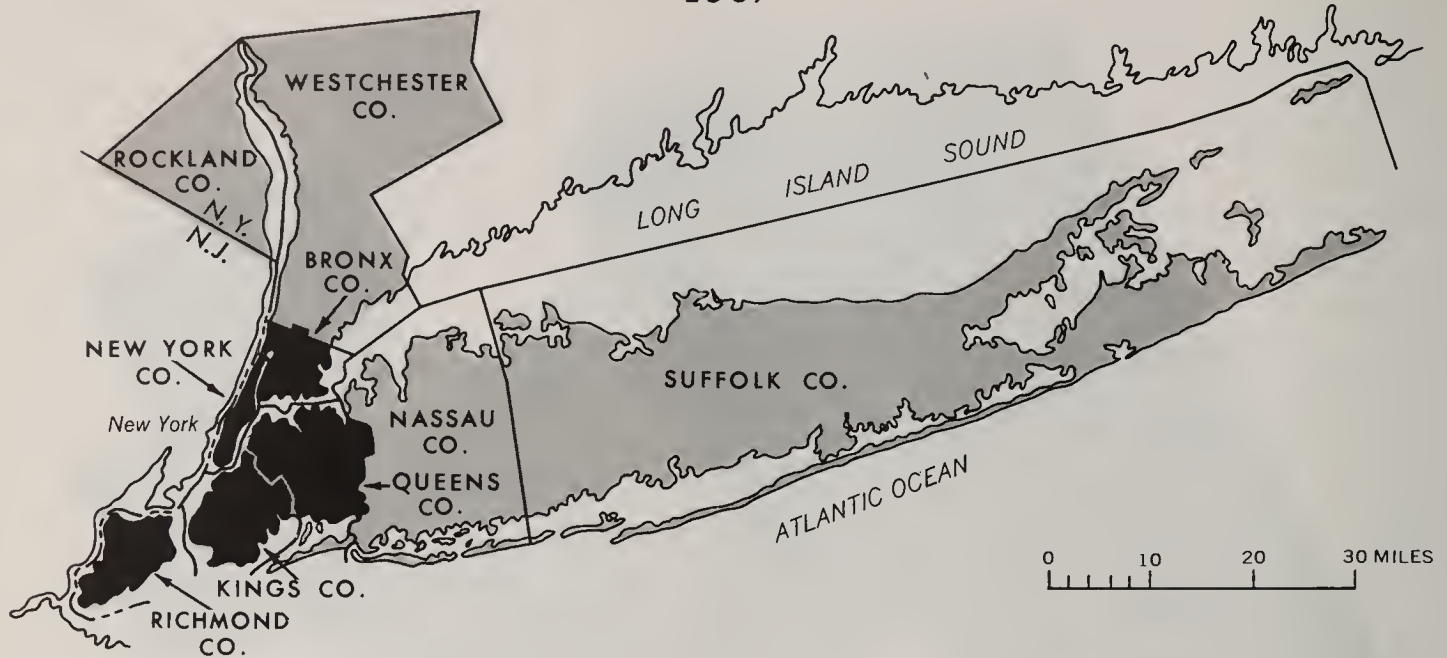 WESTCHESTER
CO.
ROCKLAND
CO.
N.Y.
N.J.
BRONX
CO.
NEW YORK
CO.
New York
LONG ISLAND SOUND
SUFFOLK CO.
NASSAU
CO.
QUEENS
CO.
ATLANTIC OCEAN
KINGS CO.
RICHMOND
CO.
0 10 20 30 MILES